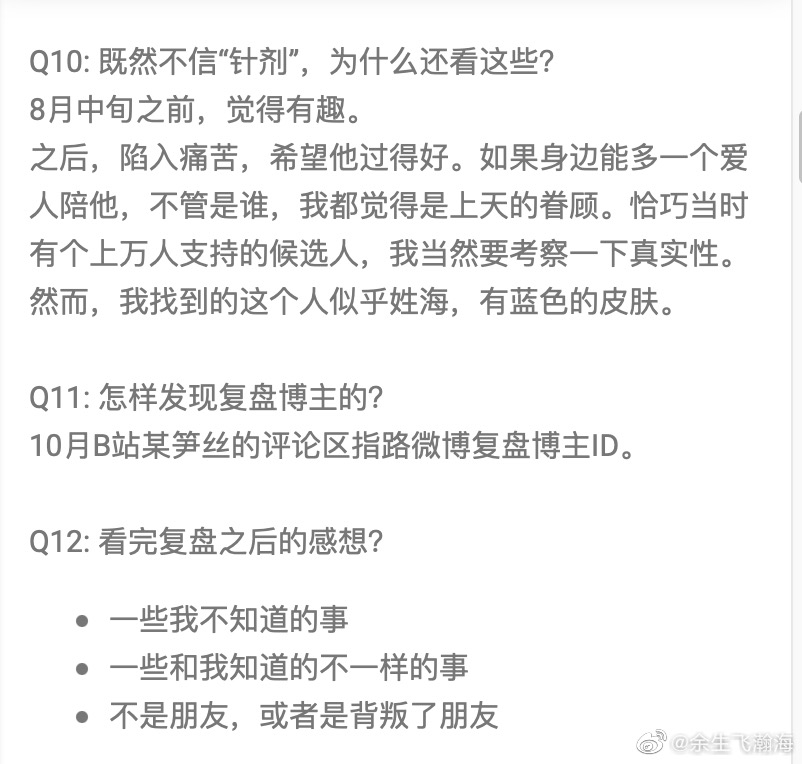 Q10: 既然不信“针剂”，为什么还看这些?
8月中旬之前，觉得有趣。
之后，陷入痛苦，希望他过得好。如果身边能多一个爱
人陪他，不管是谁，我都觉得是上天的眷顾。恰巧当时
有个上万人支持的候选人，我当然要考察一下真实性。
然而，我找到的这个人似乎姓海，有蓝色的皮肤。
Q11: 怎样发现复盘博主的?
10月B站某笋丝的评论区指路微博复盘博主ID。
Q12: 看完复盘之后的感想?
• 一些我不知道的事
• 一些和我知道的不一样的事
• 不是朋友，或者是背叛了朋友
@余生飞瀚海